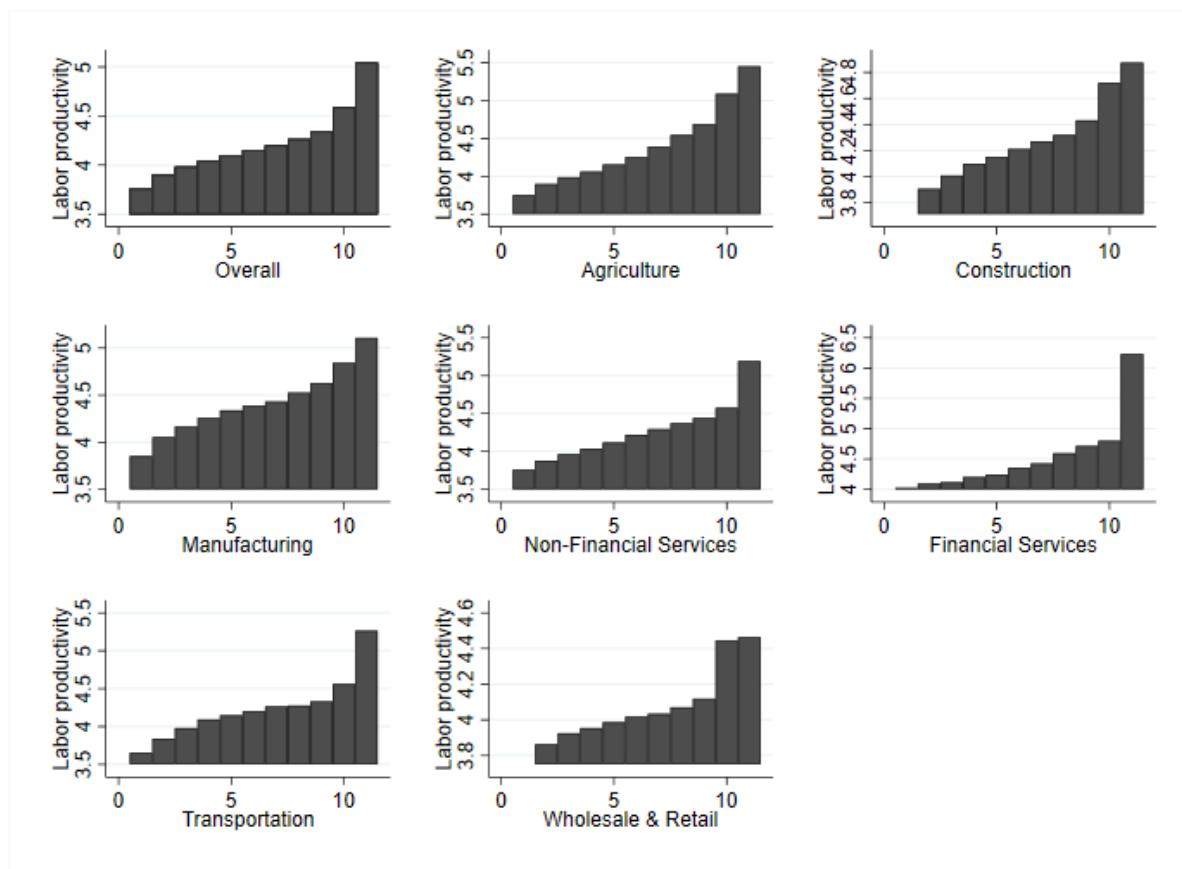 Labor productivity
3.5 4 4.5 5
0 5 10
Overall
Labor productivity
3.5 4 4.5 5 5.5
0 5 10
Agriculture
Labor productivity
3.8 4 4.2 4.4 4.6 4.8
0 5 10
Construction
Labor productivity
3.5 4 4.5 5
0 5 10
Manufacturing
Labor productivity
3.5 4 4.5 5 5.5
0 5 10
Non-Financial Services
Labor productivity
4 4.5 5 5.5 6 6.5
0 5 10
Financial Services
Labor productivity
3.5 4 4.5 5 5.5
0 5 10
Transportation
Labor productivity
3.8 4 4.2 4.4 4.6
0 5 10
Wholesale & Retail